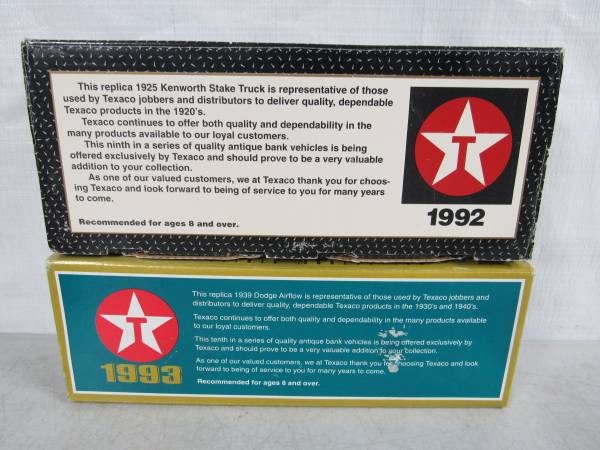 This replica 1925 Kenworth Stake Truck is representative of those
used by Texaco jobbers and distributors to deliver quality, dependable
Texaco products in the 1920's.
Texaco continues to offer both quality and dependability in the
many products available to our loyal customers.
This ninth in a series of quality antique bank vehicles is being
offered exclusively by Texaco and should prove to be a very valuable
addition to your collection.
As one of our valued customers, we at Texaco thank you for choos-
ing Texaco and look forward to being of service to you for many years
to come.
Recommended for ages 8 and over.
T
1992
T
1993
This replica 1939 Dodge Airflow is representative of those used by Texaco jobbers and
distributors to deliver quality, dependable Texaco products in the 1930's and 1940's.
Texaco continues to offer both quality and dependability in the many products available
to our loyal customers.
This tenth in a series of quality antique bank vehicles is being offered exclusively by
Texaco and should prove to be a very valuable addition to your collection.
As one of our valued customers, we at Texaco thank you for choosing Texaco and look
forward to being of service to you for many years to come.
Recommended for ages 8 and over.